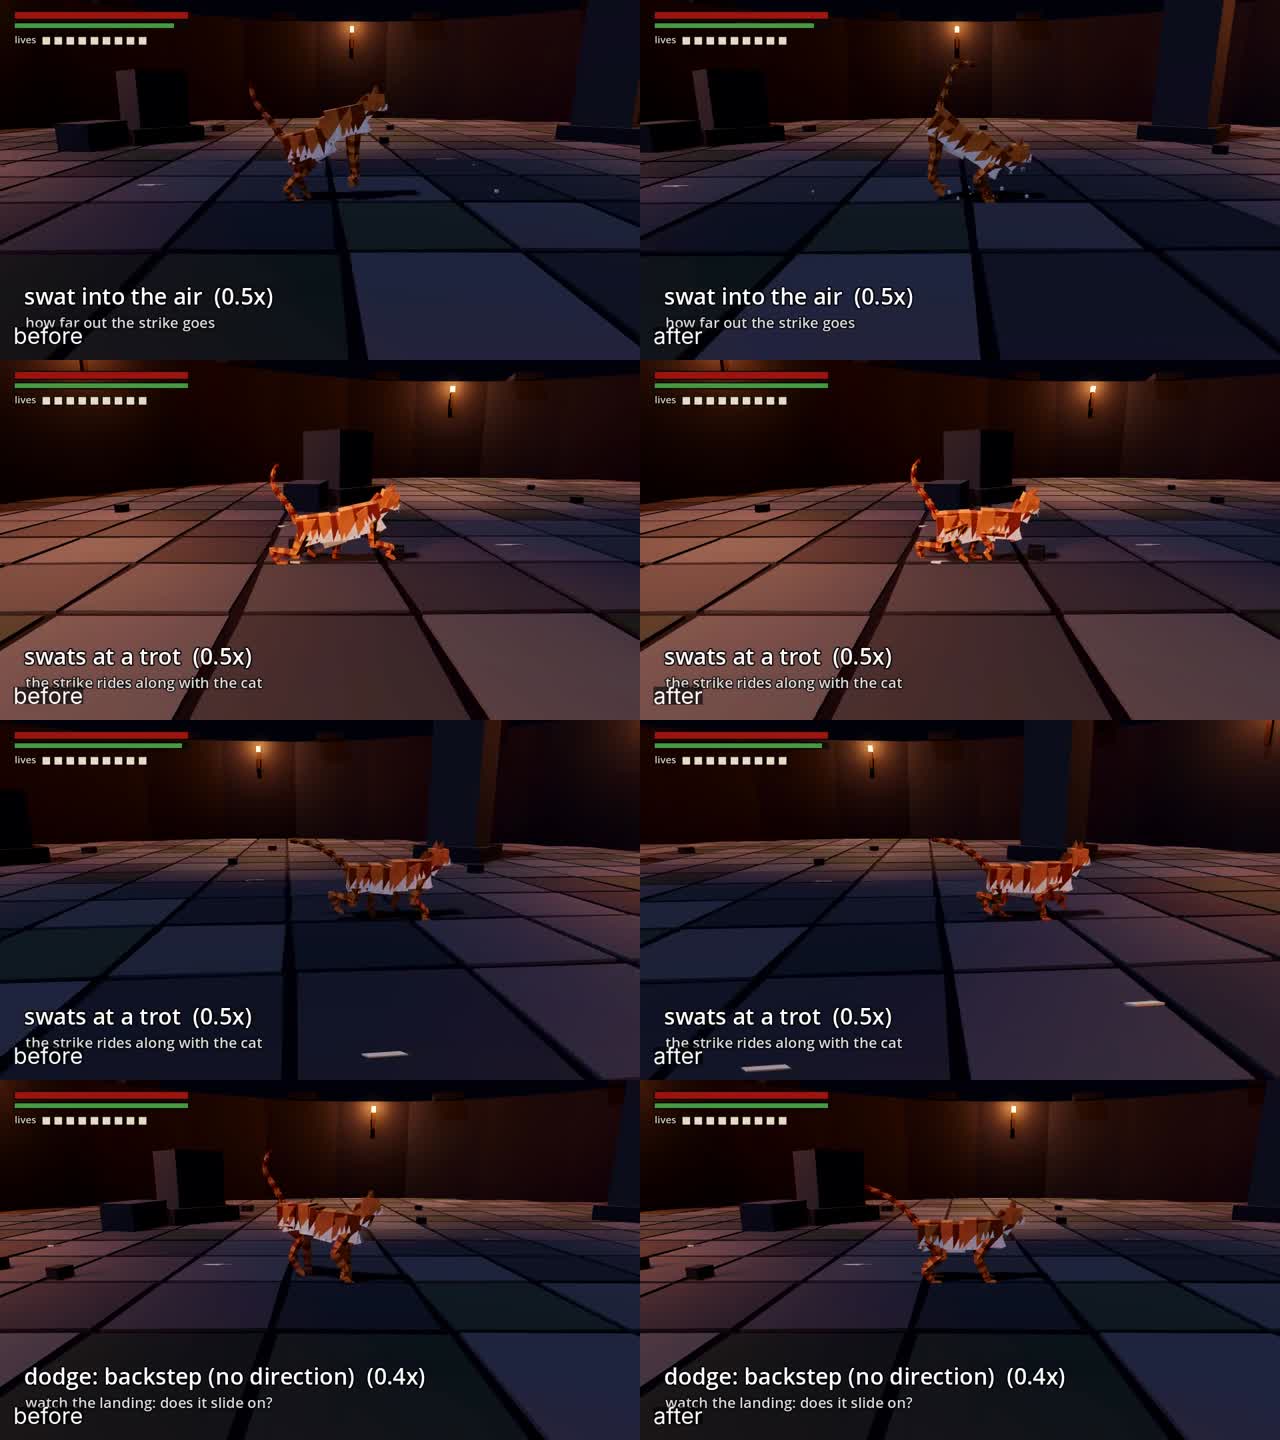 lives
lives
swat into the air (0.5x)
how far out the strike goes
before
swat into the air (0.5x)
how far out the strike goes
after
lives
lives
swats at a trot (0.5x)
the strike rides along with the cat
before
swats at a trot (0.5x)
the strike rides along with the cat
after
lives
lives
swats at a trot (0.5x)
the strike rides along with the cat
before
swats at a trot (0.5x)
the strike rides along with the cat
after
lives
lives
dodge: backstep (no direction) (0.4x)
watch the landing: does it slide on?
before
dodge: backstep (no direction) (0.4x)
watch the landing: does it slide on?
after